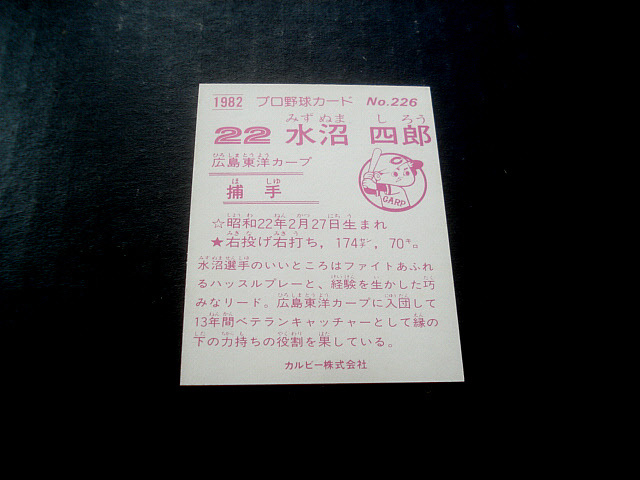 1982 プロ野球カード No.226
みず ぬま し ろう
22 水沼 四郎
ひろ しま とう よう
広島東洋カープ
ほ しゅ
捕手
CARP
☆昭和22年2月27日生まれ
★右投げ右打ち，174センチ，70キロ
水沼選手のいいところはファイトあふれ
るハッスルプレーと、経験を生かした巧
みなリード。広島東洋カープに入団して
13年間ベテランキャッチャーとして縁の
下の力持ちの役割を果している。
カルビー株式会社